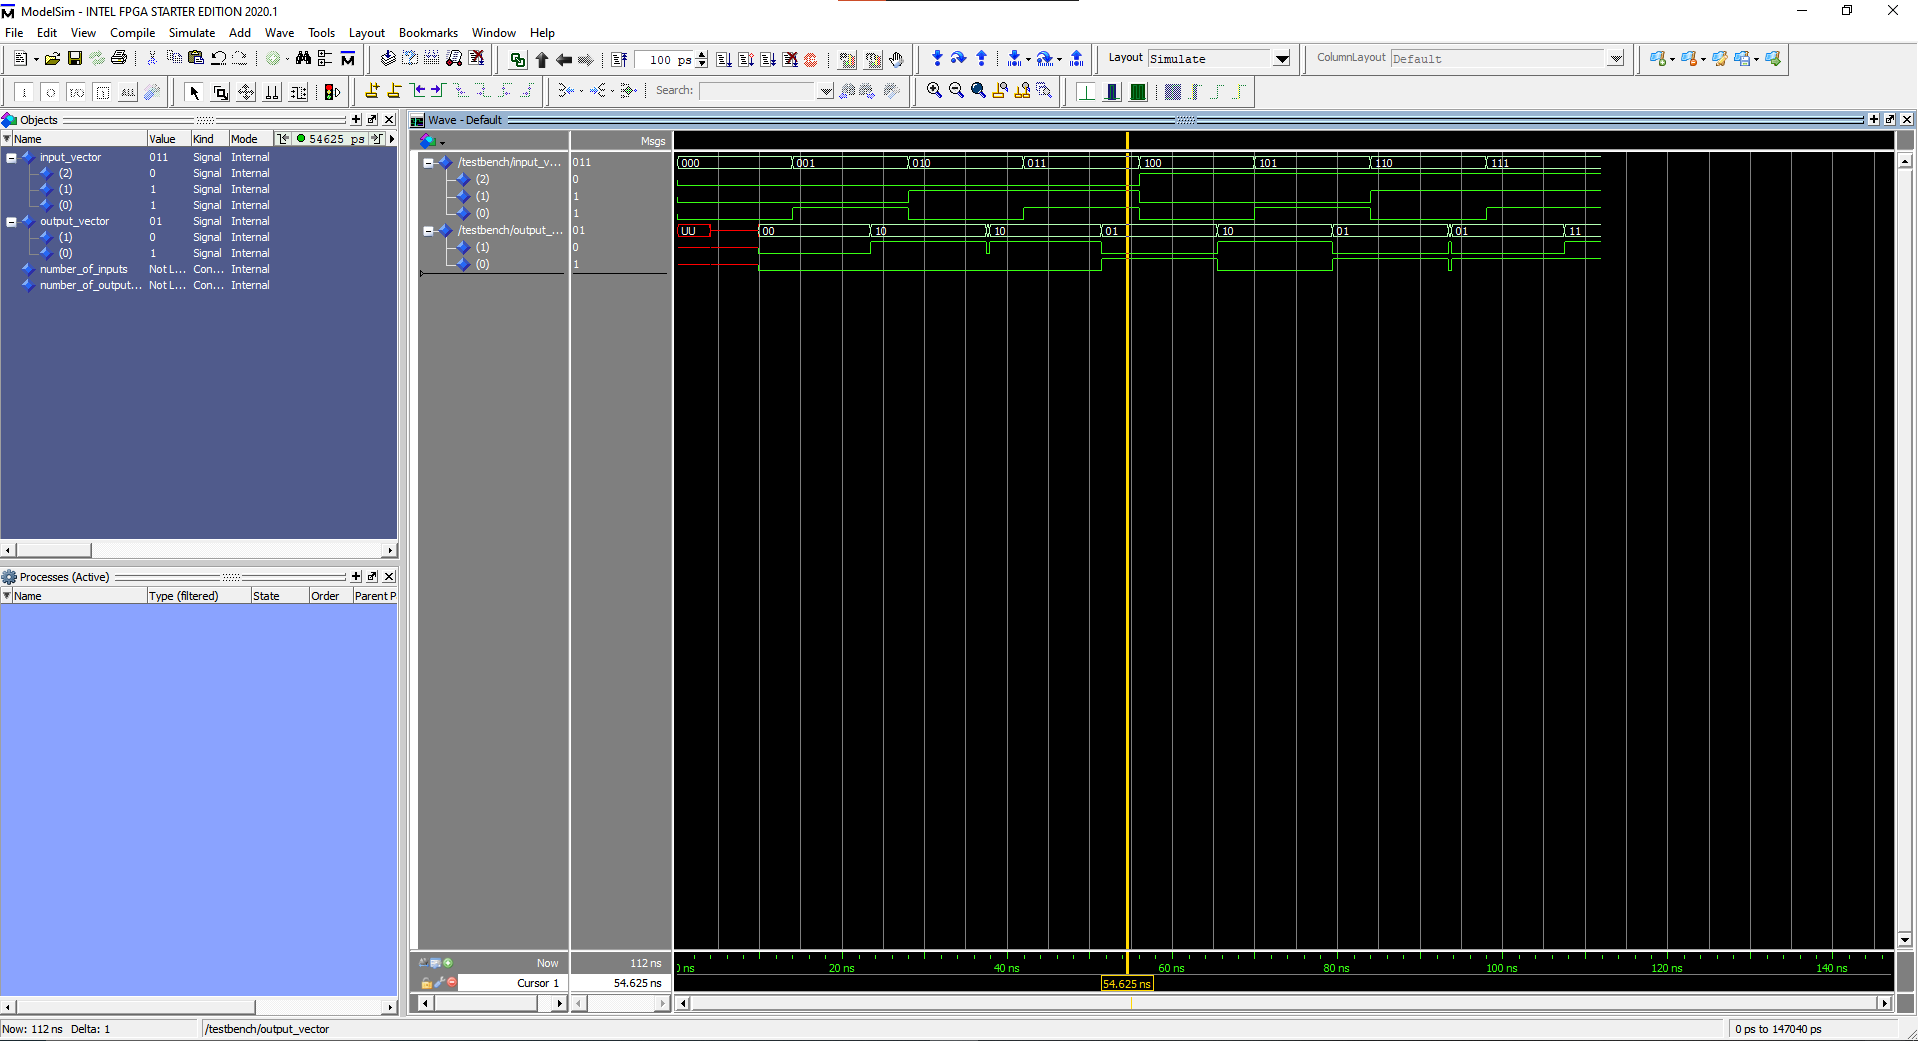 ModelSim - INTEL FPGA STARTER EDITION 2020.1
File Edit View Compile Simulate Add Wave Tools Layout Bookmarks Window Help
100 ps
Layout Simulate
ColumnLayout Default
Search:
Objects
Name Value Kind Mode 54625 ps
input_vector 011 Signal Internal
(2) 0 Signal Internal
(1) 1 Signal Internal
(0) 1 Signal Internal
output_vector 01 Signal Internal
(1) 0 Signal Internal
(0) 1 Signal Internal
number_of_inputs Not L... Con... Internal
number_of_output... Not L... Con... Internal
Processes (Active)
Name Type (filtered) State Order Parent P
Wave - Default
Msgs
/testbench/input_v... 011 000 001 010 011 100 101 110 111
(2) 0
(1) 1
(0) 1
/testbench/output_... 01 UU 00 10 10 01 10 01 01 11
(1) 0
(0) 1
Now 112 ns ns 20 ns 40 ns 60 ns 80 ns 100 ns 120 ns 140 ns
Cursor 1 54.625 ns 54.625 ns
Now: 112 ns Delta: 1 /testbench/output_vector 0 ps to 147040 ps